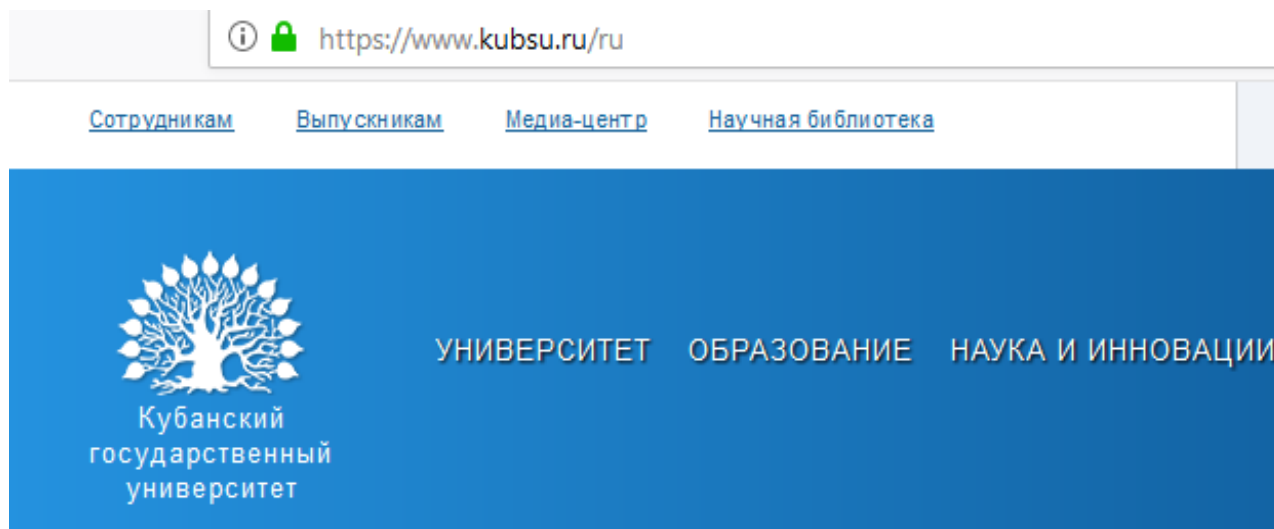 https://www.kubsu.ru/ru
Сотрудникам Выпускникам Медиа-центр Научная библиотека
УНИВЕРСИТЕТ ОБРАЗОВАНИЕ НАУКА И ИННОВАЦИИ
Кубанский
государственный
университет